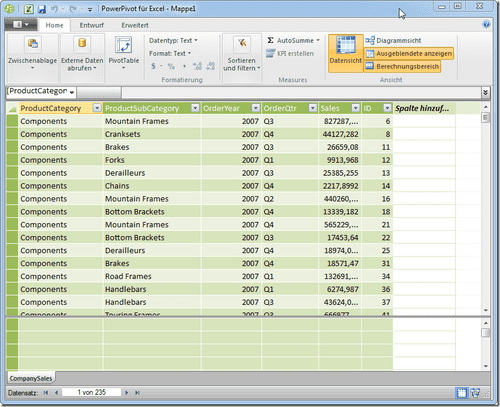 PowerPivot für Excel - Mappe1
Home Entwurf Erweitert
Zwischenablage
Externe Daten abrufen
PivotTable
Datentyp: Text
Format: Text
$ % ,
Formatierung
Sortieren und filtern
Σ AutoSumme
KPI erstellen
Measures
Datensicht
Diagrammsicht
Ausgeblendete anzeigen
Berechnungsbereich
Ansicht
[ProductCategor
ProductCategory ProductSubCategory OrderYear OrderQtr Sales ID Spalte hinzuf...
Components Mountain Frames 2007 Q3 827287,... 6
Components Cranksets 2007 Q4 44127,282 8
Components Brakes 2007 Q3 26659,08 11
Components Forks 2007 Q1 9913,968 12
Components Derailleurs 2007 Q3 25385,255 13
Components Chains 2007 Q4 2217,8992 14
Components Mountain Frames 2007 Q2 440260,... 16
Components Bottom Brackets 2007 Q4 13339,182 18
Components Mountain Frames 2007 Q4 565229,... 21
Components Bottom Brackets 2007 Q3 17453,64 22
Components Derailleurs 2007 Q4 18974,0... 25
Components Brakes 2007 Q4 18571,47 31
Components Road Frames 2007 Q1 132691,... 34
Components Handlebars 2007 Q1 6274,987 36
Components Handlebars 2007 Q3 43624,0... 37
Components Touring Frames 2007 Q3 666877... 41
CompanySales
Datensatz: 1 von 235